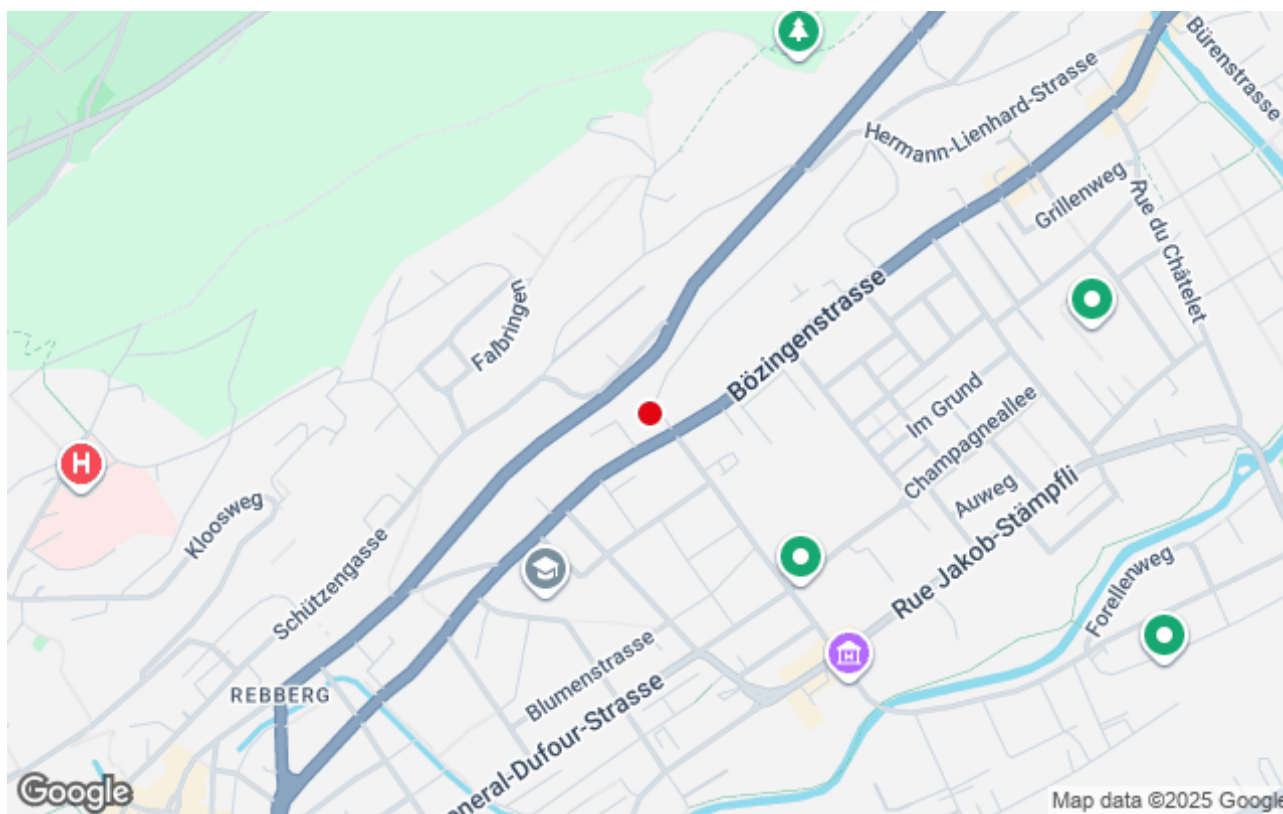 Bürenstrasse
Hermann-Lienhard-Strasse
Grillenweg
Rue du Châtelet
Falbringen
Bözingenstrasse
Im Grund
Champagneallee
H
Kloosweg
Auweg
Rue Jakob-Stämpfli
Schützengasse
Forellenweg
Blumenstrasse
H
REBBERG
eneral-Dufour-Strasse
Google
Map data ©2025 Google